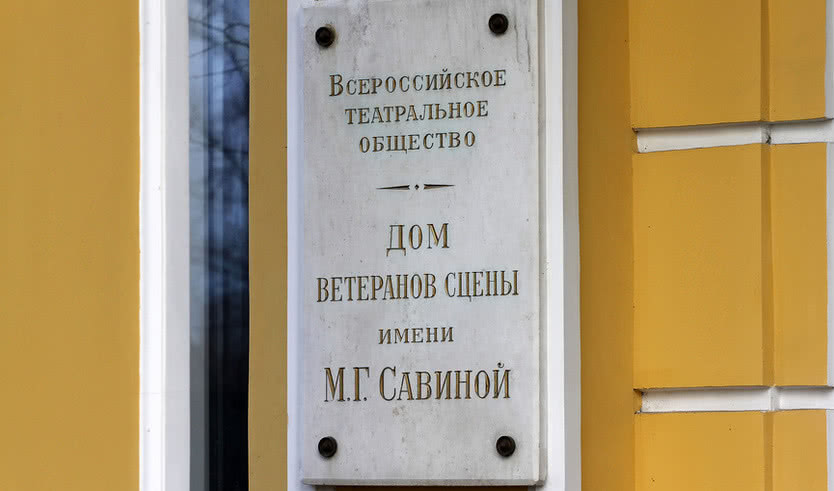 Всероссийское
театральное
общество
Дом
ветеранов сцены
имени
М.Г. Савиной